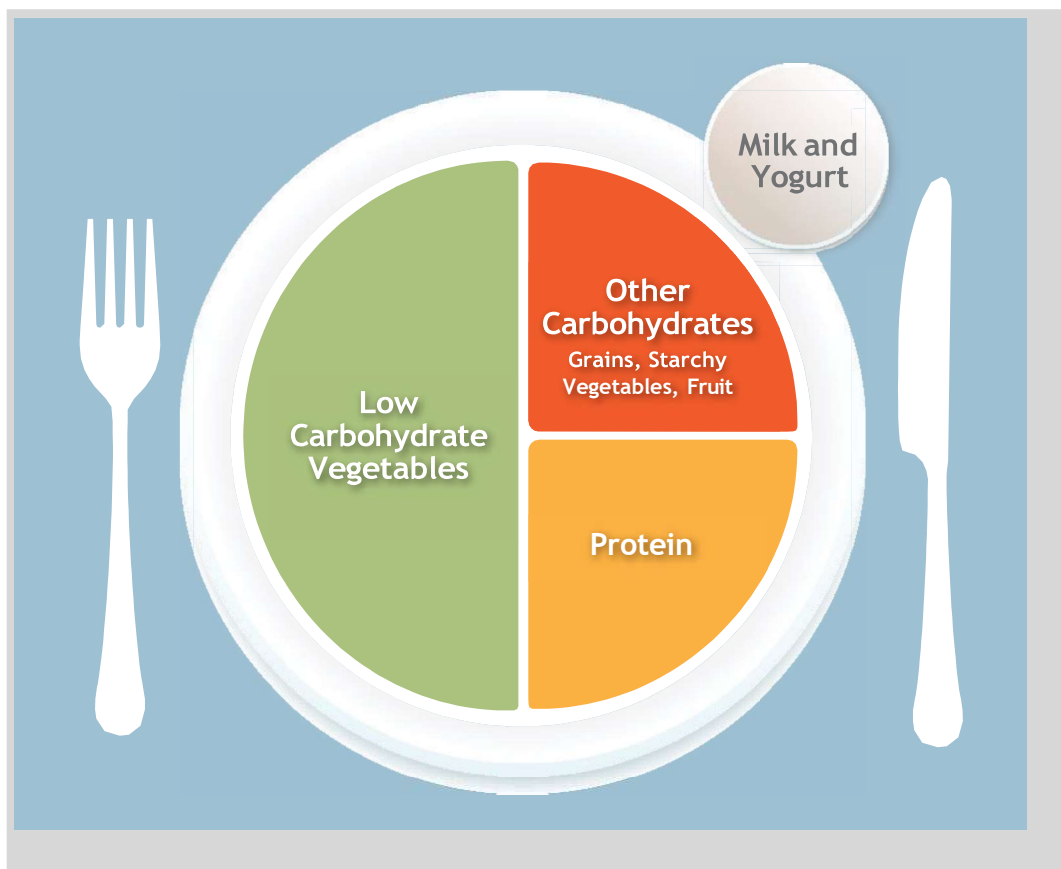 Milk and
Yogurt
Other
Carbohydrates
Grains, Starchy
Vegetables, Fruit
Low
Carbohydrate
Vegetables
Protein